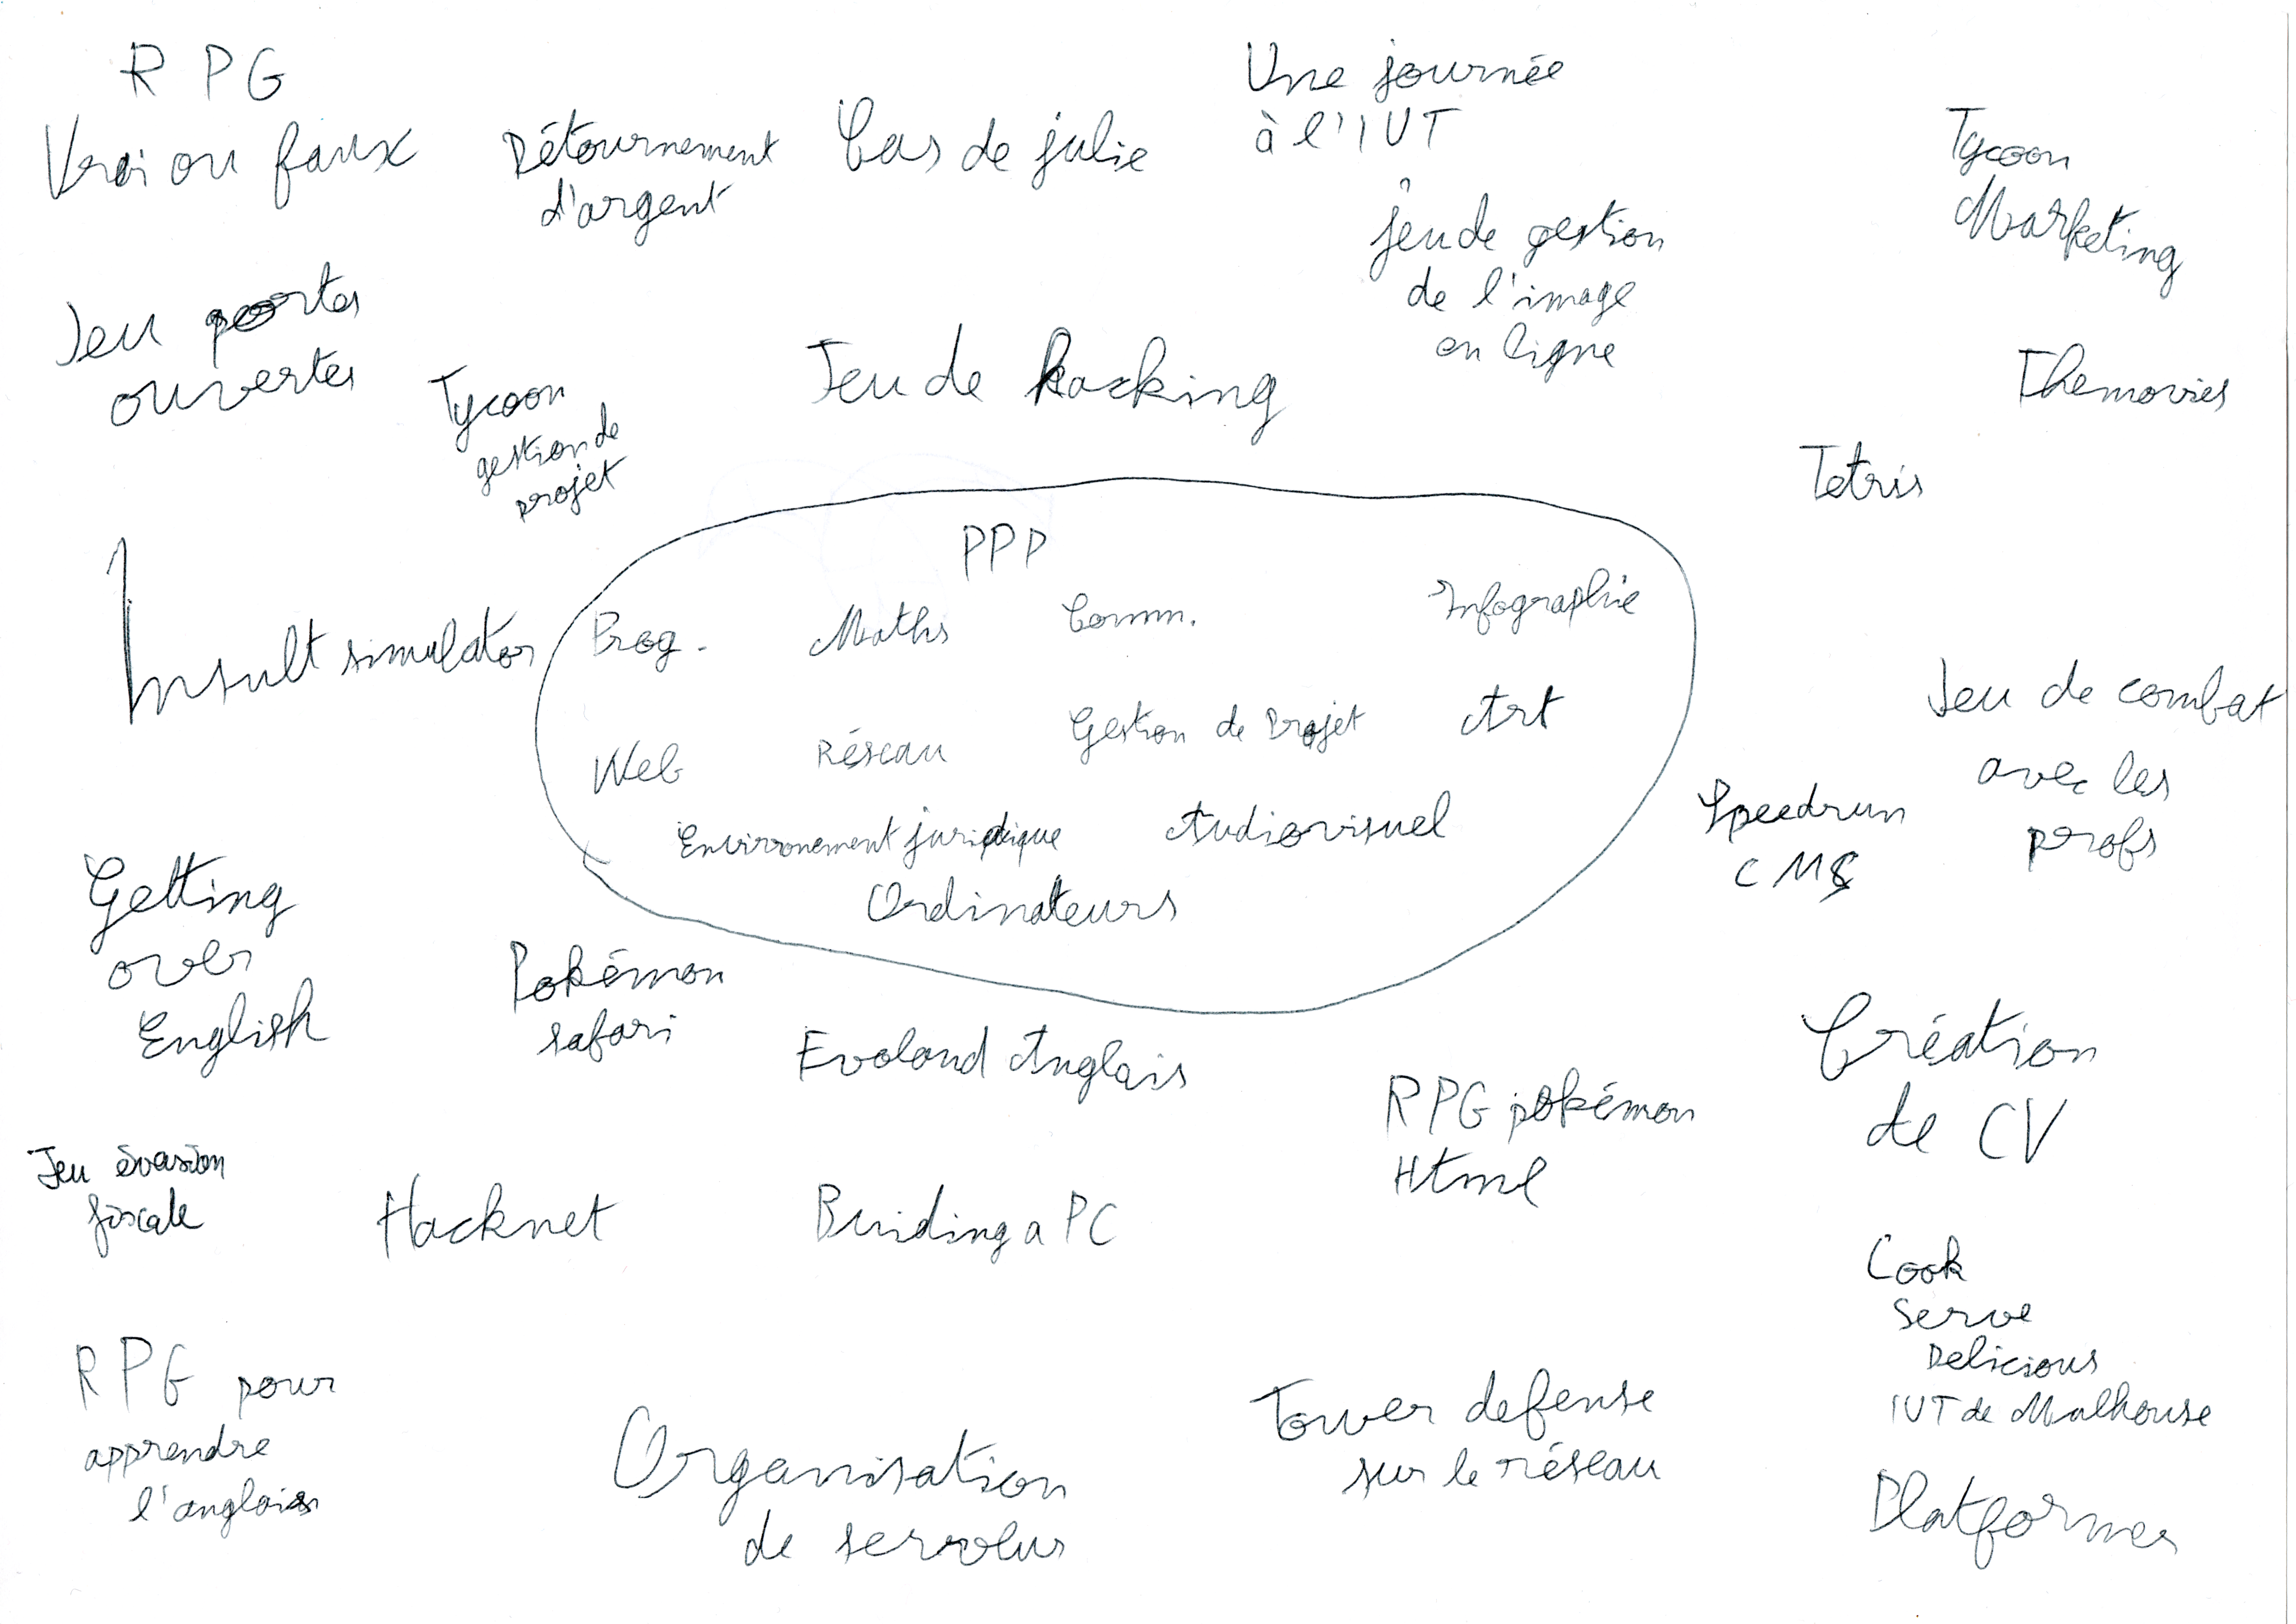 RPG
Vrai ou faux
Détournement
d'argent
Cas de julie
Une journée
à l'IUT
Tycoon
Marketing
jeu de gestion
de l'image
en ligne
Jeu portes
ouvertes
Tycoon
gestion de
projet
Jeu de hacking
Themovies
Tetris
PPP
Prog.
Maths
Comm.
Infographie
Web
Réseau
Gestion de Projet
Art
Environement juridique
Audiovisuel
Ordinateurs
Insult simulator
Jeu de combat
avec les
profs
Speedrun
CMS
Getting
over
English
Pokémon
safari
Evoland Anglais
RPG pokémon
Html
Création
de CV
Jeu évasion
fiscale
Hacknet
Buiding a PC
Cook
Serve
Delicious
IUT de Mulhouse
RPG pour
apprendre
l'anglais
Organisation
de serveurs
Tower defense
sur le réseau
Platformer